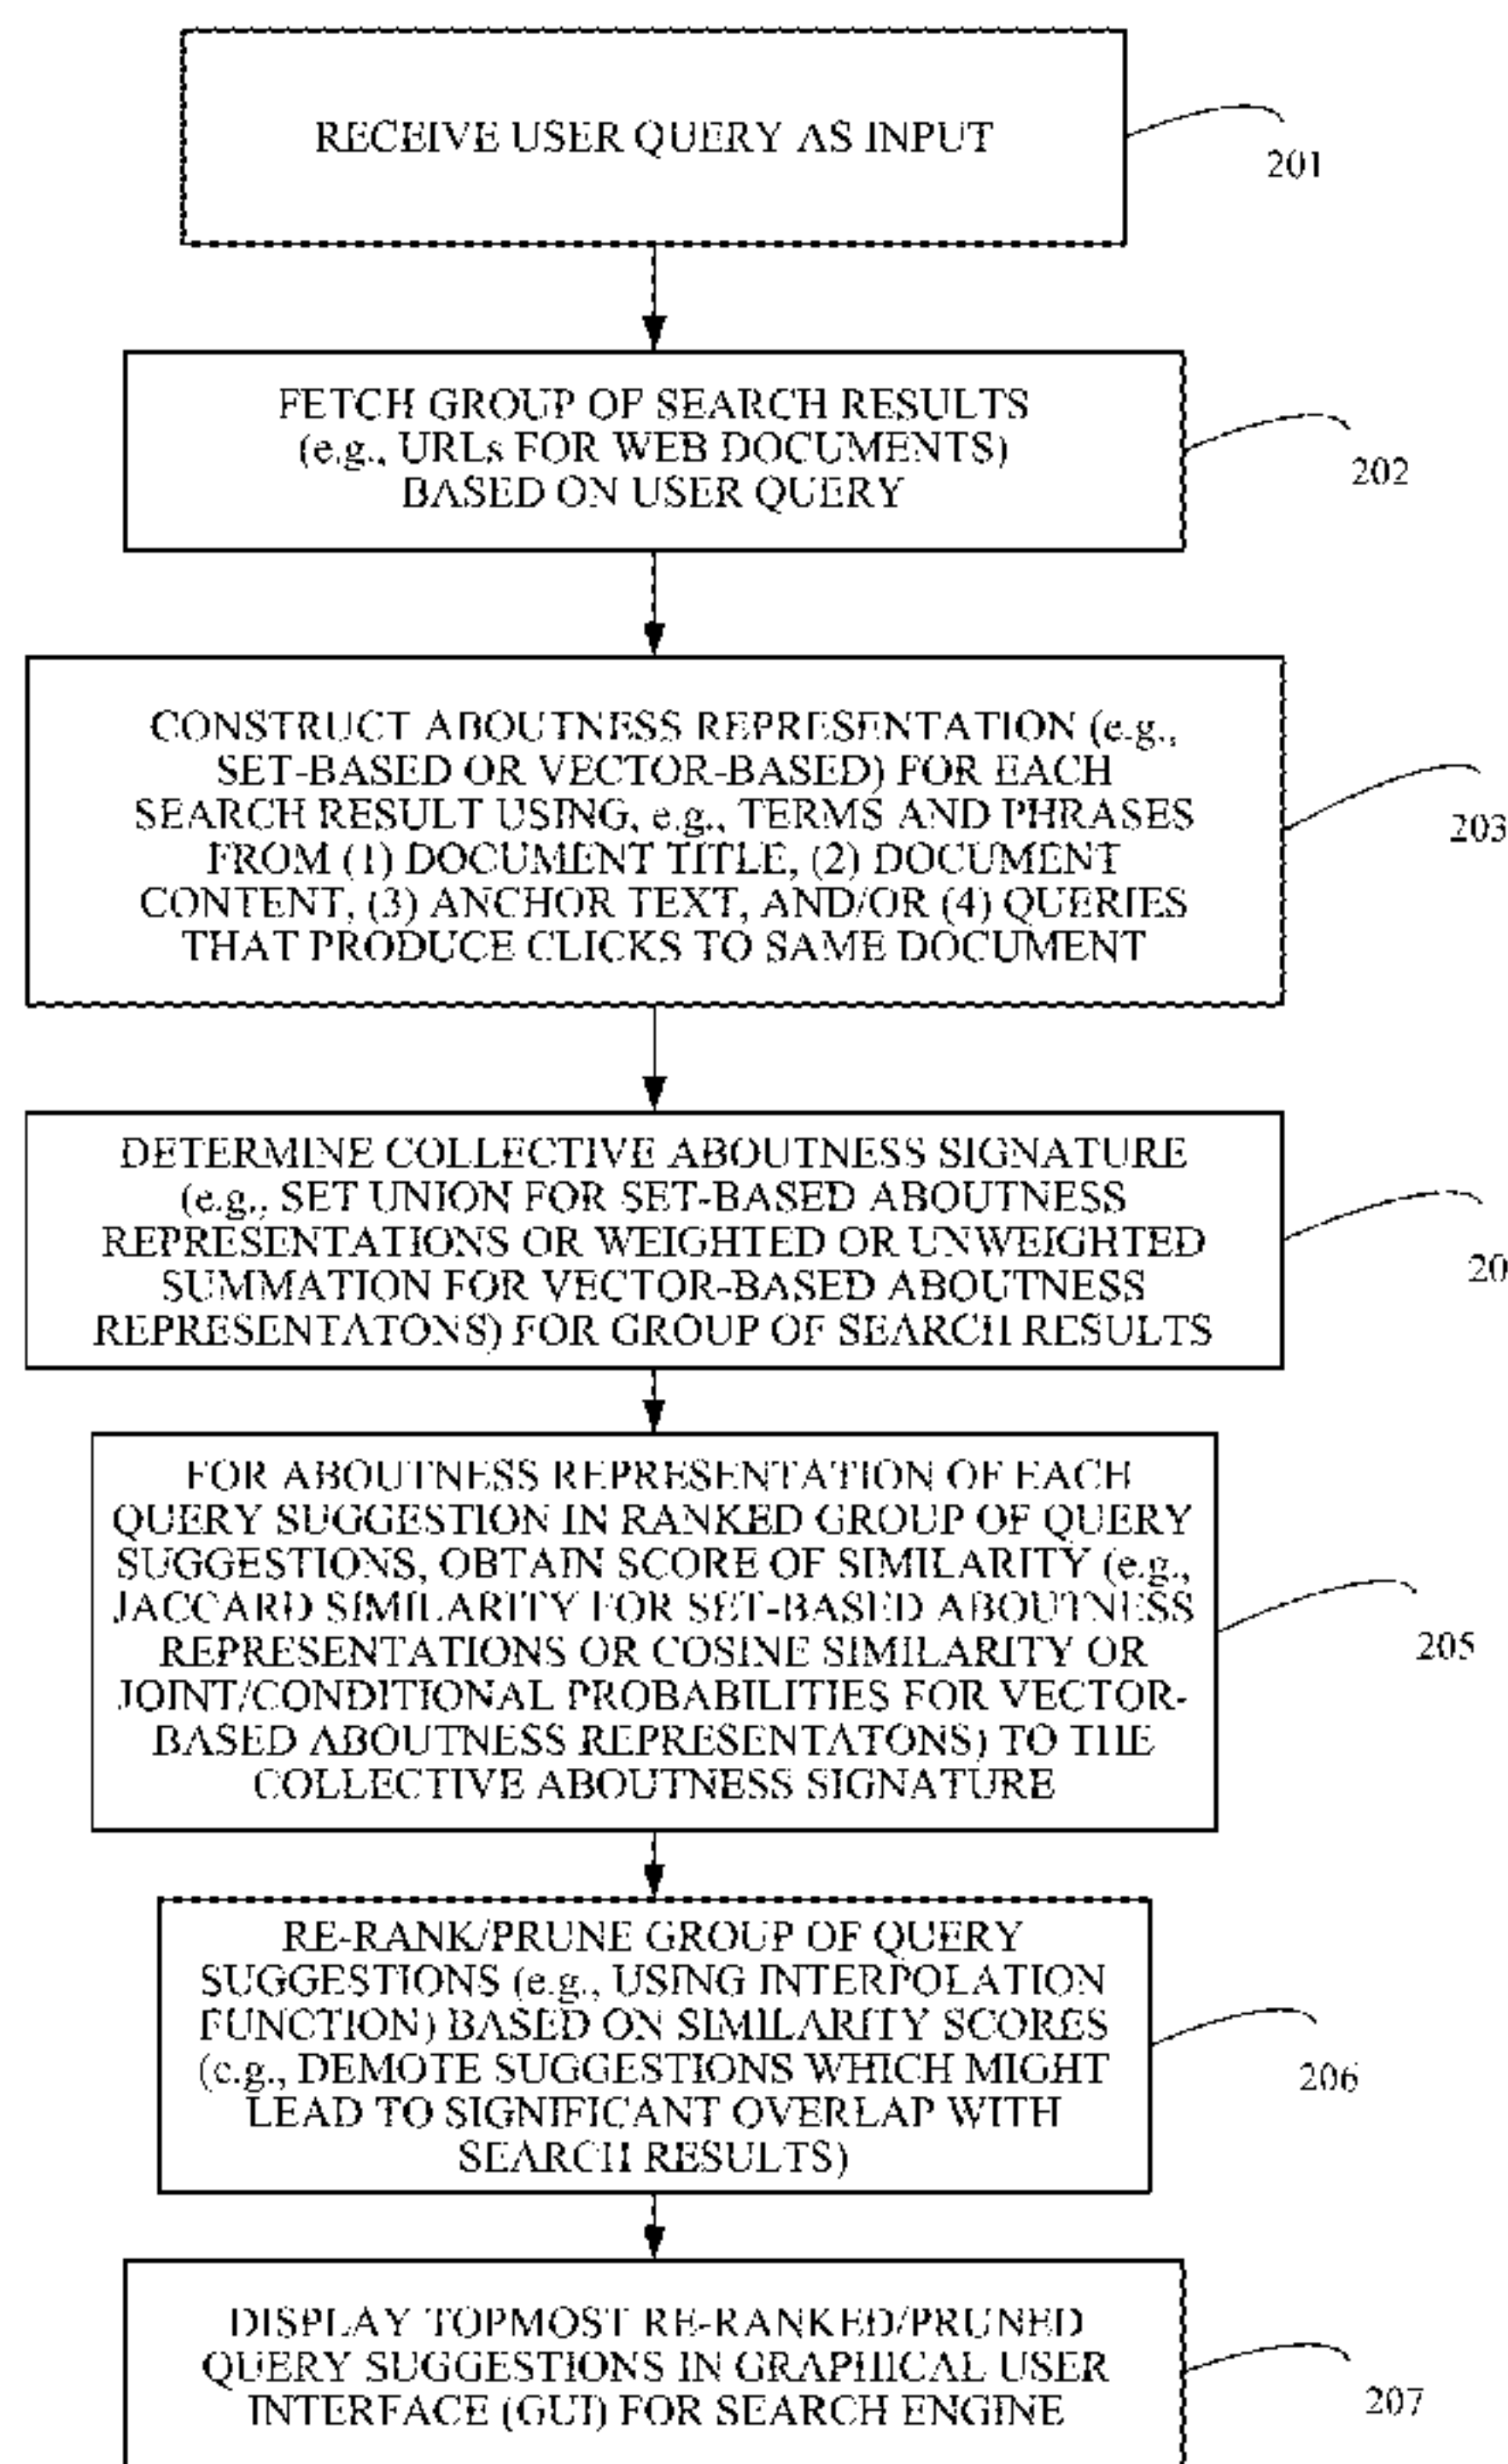 RECEIVE USER QUERY AS INPUT
201
FETCH GROUP OF SEARCH RESULTS
(e.g., URLs FOR WEB DOCUMENTS)
BASED ON USER QUERY
202
CONSTRUCT ABOUTNESS REPRESENTATION (e.g.,
SET-BASED OR VECTOR-BASED) FOR EACH
SEARCH RESULT USING, e.g., TERMS AND PHRASES
FROM (1) DOCUMENT TITLE, (2) DOCUMENT
CONTENT, (3) ANCHOR TEXT, AND/OR (4) QUERIES
THAT PRODUCE CLICKS TO SAME DOCUMENT
203
DETERMINE COLLECTIVE ABOUTNESS SIGNATURE
(e.g., SET UNION FOR SET-BASED ABOUTNESS
REPRESENTATIONS OR WEIGHTED OR UNWEIGHTED
SUMMATION FOR VECTOR-BASED ABOUTNESS
REPRESENTATONS) FOR GROUP OF SEARCH RESULTS
20
FOR ABOUTNESS REPRESENTATION OF EACH
QUERY SUGGESTION IN RANKED GROUP OF QUERY
SUGGESTIONS, OBTAIN SCORE OF SIMILARITY (e.g.,
JACCARD SIMILARITY FOR SET-BASED ABOUTNESS
REPRESENTATIONS OR COSINE SIMILARITY OR
JOINT/CONDITIONAL PROBABILITIES FOR VECTOR-
BASED ABOUTNESS REPRESENTATONS) TO THE
COLLECTIVE ABOUTNESS SIGNATURE
205
RE-RANK/PRUNE GROUP OF QUERY
SUGGESTIONS (e.g., USING INTERPOLATION
FUNCTION) BASED ON SIMILARITY SCORES
(e.g., DEMOTE SUGGESTIONS WHICH MIGHT
LEAD TO SIGNIFICANT OVERLAP WITH
SEARCH RESULTS)
206
DISPLAY TOPMOST RE-RANKED/PRUNED
QUERY SUGGESTIONS IN GRAPHICAL USER
INTERFACE (GUI) FOR SEARCH ENGINE
207